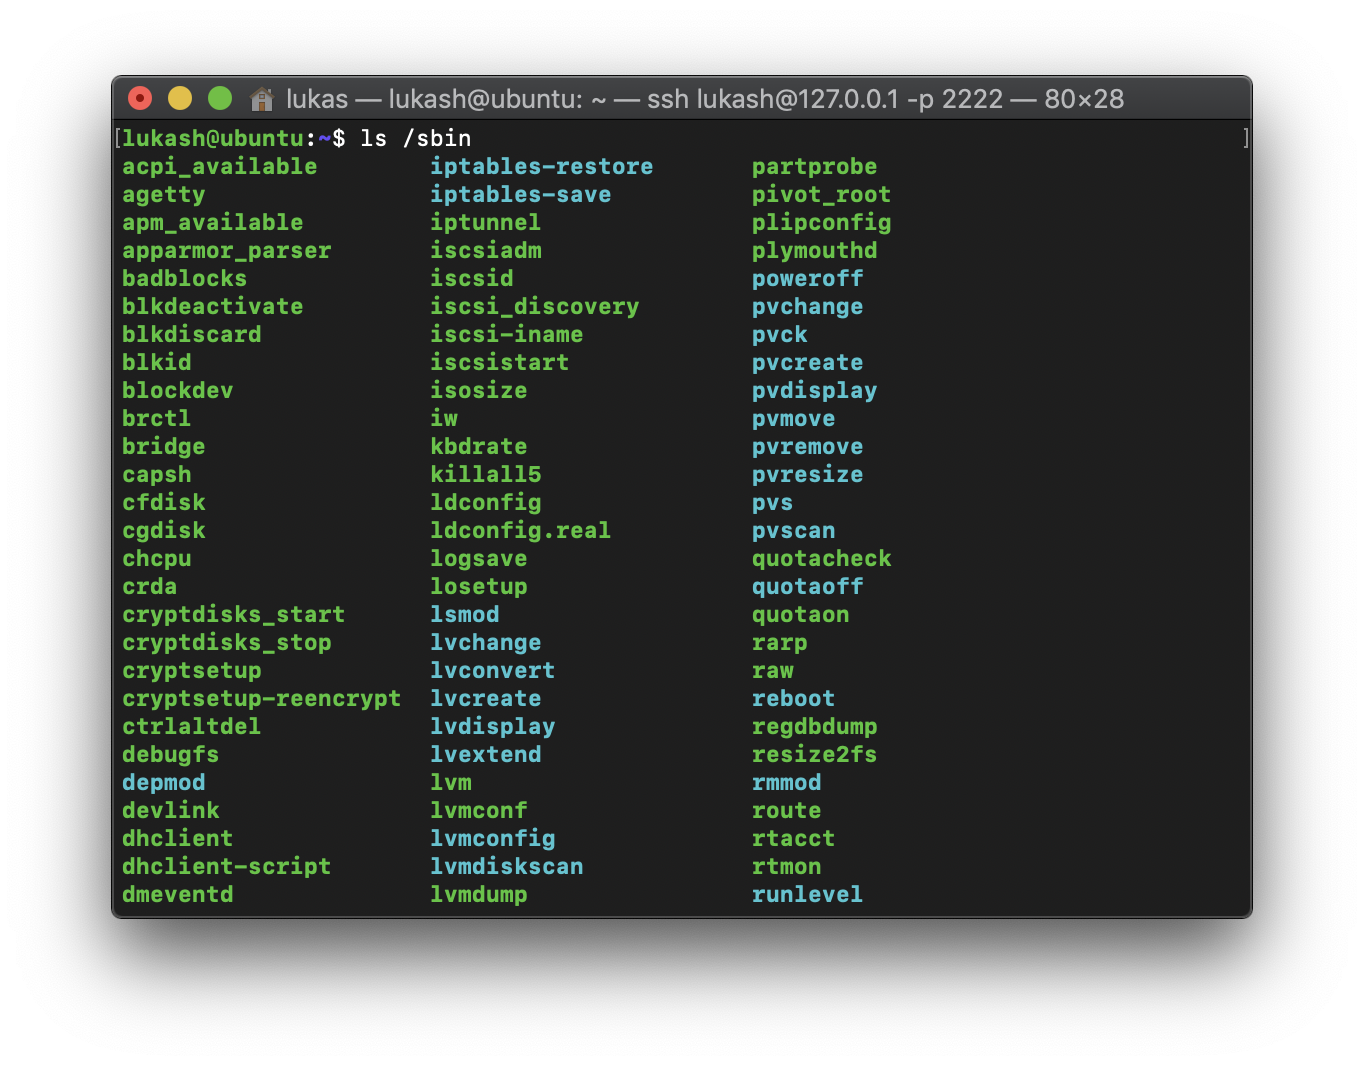 lukas — lukash@ubuntu: ~ — ssh lukash@127.0.0.1 -p 2222 — 80×28
[lukash@ubuntu:~$ ls /sbin ]
acpi_available iptables-restore partprobe
agetty iptables-save pivot_root
apm_available iptunnel plipconfig
apparmor_parser iscsiadm plymouthd
badblocks iscsid poweroff
blkdeactivate iscsi_discovery pvchange
blkdiscard iscsi-iname pvck
blkid iscsistart pvcreate
blockdev isosize pvdisplay
brctl iw pvmove
bridge kbdrate pvremove
capsh killall5 pvresize
cfdisk ldconfig pvs
cgdisk ldconfig.real pvscan
chcpu logsave quotacheck
crda losetup quotaoff
cryptdisks_start lsmod quotaon
cryptdisks_stop lvchange rarp
cryptsetup lvconvert raw
cryptsetup-reencrypt lvcreate reboot
ctrlaltdel lvdisplay regdbdump
debugfs lvextend resize2fs
depmod lvm rmmod
devlink lvmconf route
dhclient lvmconfig rtacct
dhclient-script lvmdiskscan rtmon
dmeventd lvmdump runlevel